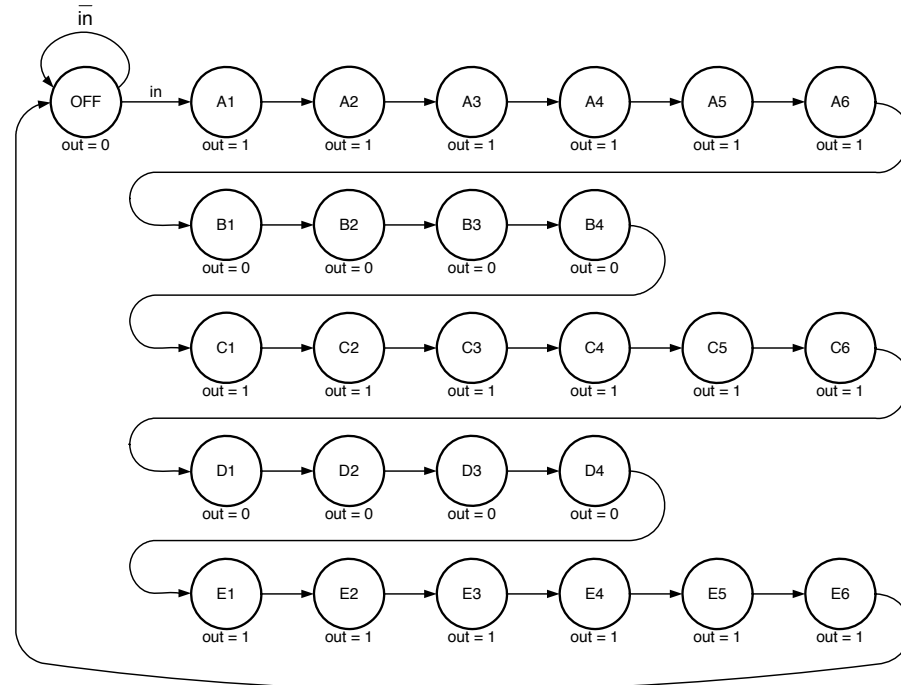 i̅n̅
OFF in A1 A2 A3 A4 A5 A6
out = 0 out = 1 out = 1 out = 1 out = 1 out = 1 out = 1
B1 B2 B3 B4
out = 0 out = 0 out = 0 out = 0
C1 C2 C3 C4 C5 C6
out = 1 out = 1 out = 1 out = 1 out = 1 out = 1
D1 D2 D3 D4
out = 0 out = 0 out = 0 out = 0
E1 E2 E3 E4 E5 E6
out = 1 out = 1 out = 1 out = 1 out = 1 out = 1